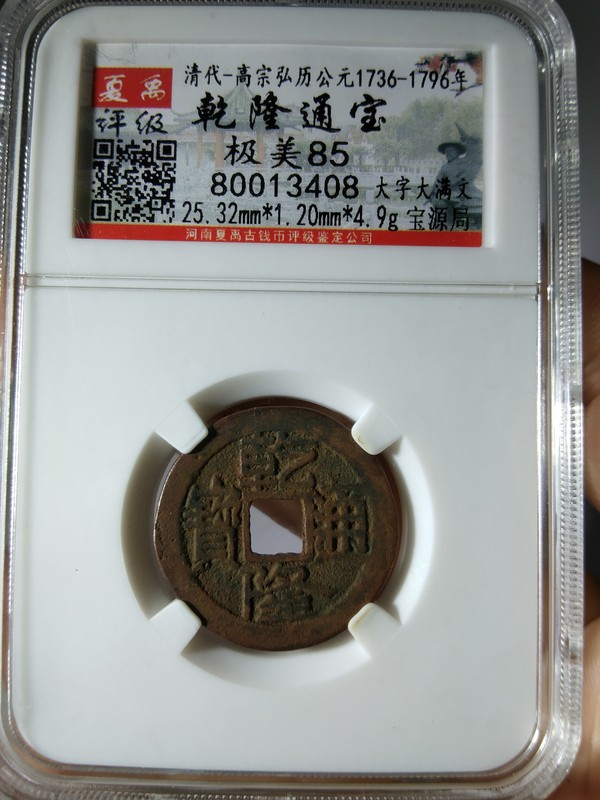 夏禹
评级
清代-高宗弘历公元1736-1796年
乾隆通宝
极美85
80013408 大字大满文
25.32mm*1.20mm*4.9g 宝源局
河南夏禹古钱币评级鉴定公司
乾隆通寶